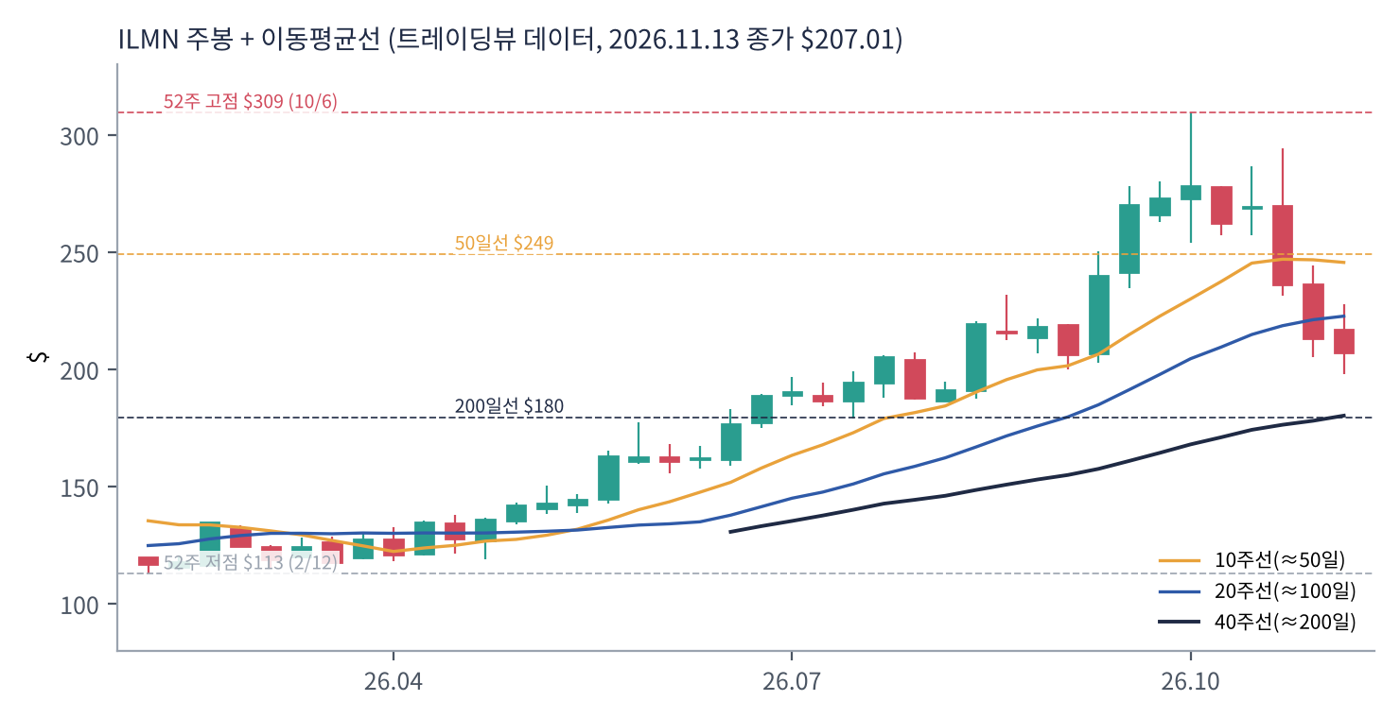 ILMN 주봉 + 이동평균선 (트레이딩뷰 데이터, 2026.11.13 종가 $207.01)
52주 고점 $309 (10/6)
300
50일선 $249
250
$
200
200일선 $180
150
52주 저점 $113 (2/12)
100
10주선(≈50일)
20주선(≈100일)
40주선(≈200일)
26.04
26.07
26.10